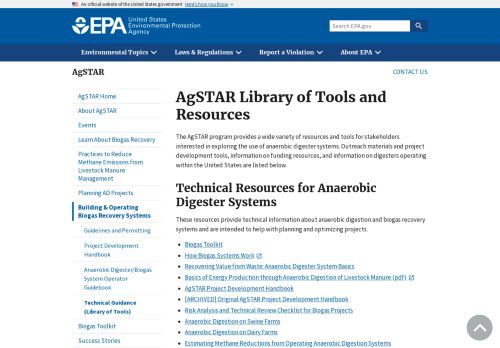 An official website of the United States government Here's how you know
EPA United States
Environmental Protection
Agency
Search EPA.gov
Environmental Topics Laws & Regulations Report a Violation About EPA
AgSTAR
CONTACT US
AgSTAR Home
About AgSTAR
Events
Learn About Biogas Recovery
Practices to Reduce
Methane Emissions from
Livestock Manure
Management
Planning AD Projects
Building & Operating
Biogas Recovery Systems
Guidelines and Permitting
Project Development
Handbook
Anaerobic Digester/Biogas
System Operator
Guidebook
Technical Guidance
(Library of Tools)
Biogas Toolkit
Success Stories
AgSTAR Library of Tools and
Resources
The AgSTAR program provides a wide variety of resources and tools for stakeholders
interested in exploring the use of anaerobic digester systems. Outreach materials and project
development tools, information on funding resources, and information on digesters operating
within the United States are listed below.
Technical Resources for Anaerobic
Digester Systems
These resources provide technical information about anaerobic digestion and biogas recovery
systems and are intended to help with planning and optimizing projects.
Biogas Toolkit
How Biogas Systems Work
Recovering Value from Waste: Anaerobic Digester System Basics
Basics of Energy Production through Anaerobic Digestion of Livestock Manure (pdf)
AgSTAR Project Development Handbook
[ARCHIVED] Original AgSTAR Project Development Handbook
Risk Analysis and Technical Review Checklist for Biogas Projects
Anaerobic Digestion on Swine Farms
Anaerobic Digestion on Dairy Farms
Estimating Methane Reductions from Operating Anaerobic Digestion Systems